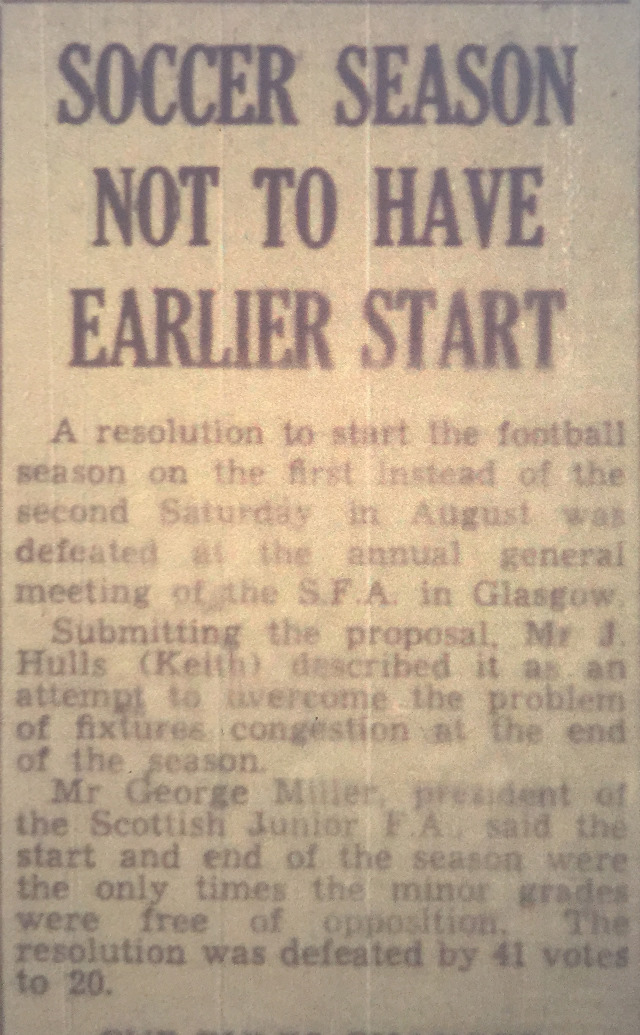 SOCCER SEASON
NOT TO HAVE
EARLIER START
A resolution to start the football
season on the first instead of the
second Saturday in August was
defeated at the annual general
meeting of the S.F.A. in Glasgow.
Submitting the proposal, Mr J.
Hulls (Keith) described it as an
attempt to overcome the problem
of fixtures congestion at the end
of the season.
Mr George Miller, president of
the Scottish Junior F.A., said the
start and end of the season were
the only times the minor grades
were free of opposition. The
resolution was defeated by 41 votes
to 20.